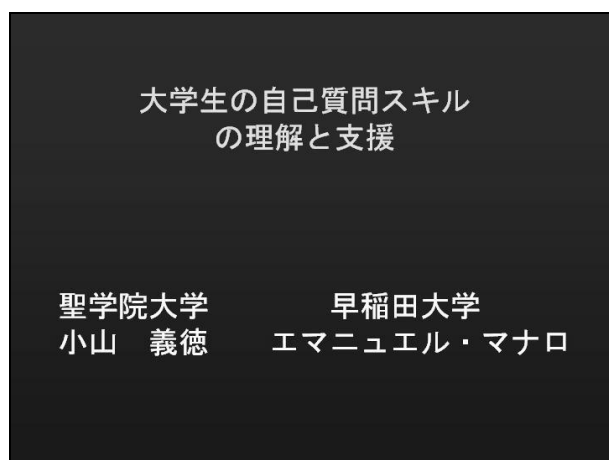 大学生の自己質問スキル
の理解と支援
聖学院大学
小山　義徳
早稲田大学
エマニュエル・マナロ